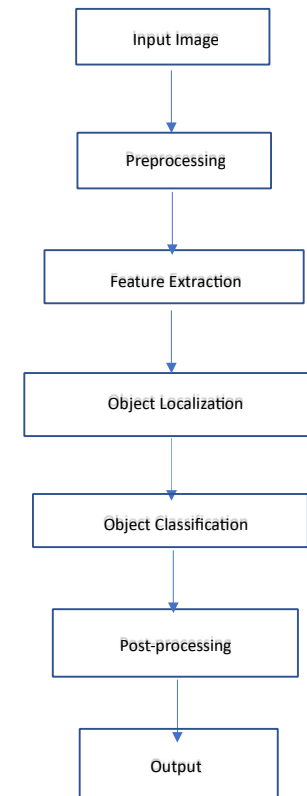 Input Image
Preprocessing
Feature Extraction
Object Localization
Object Classification
Post-processing
Output